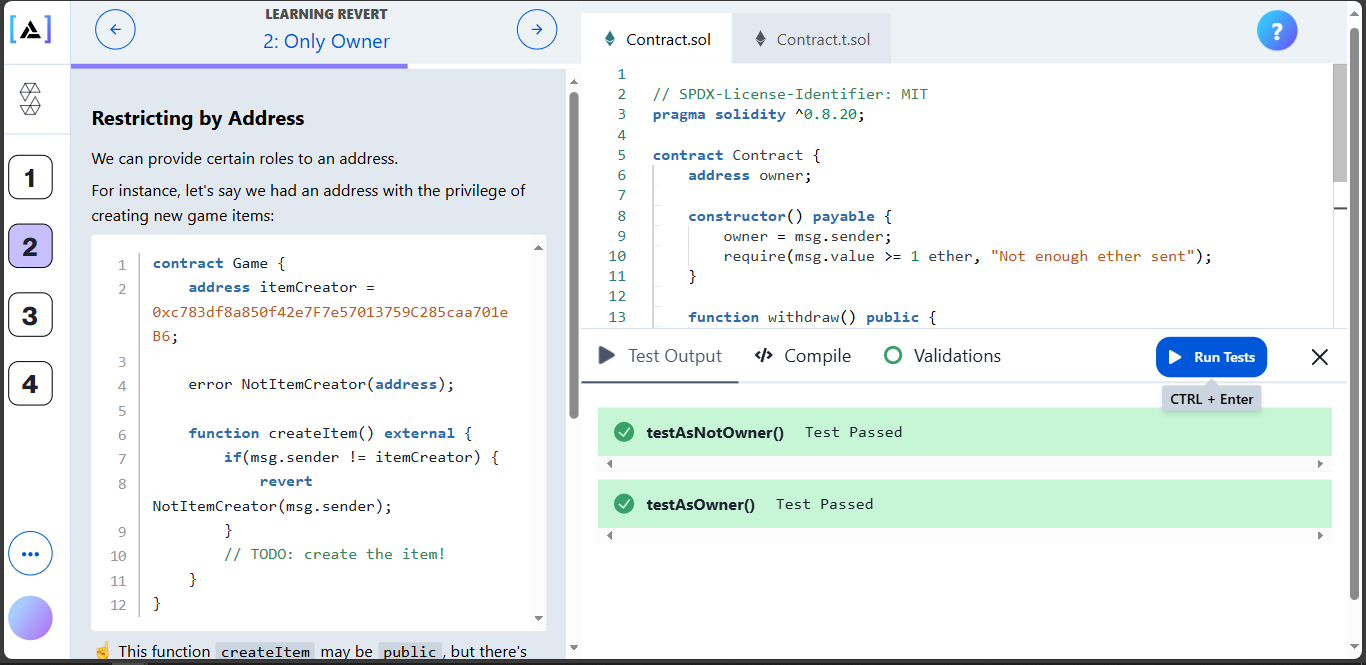 LEARNING REVERT
2: Only Owner
1
2
3
4
Restricting by Address
We can provide certain roles to an address.
For instance, let's say we had an address with the privilege of
creating new game items:
1 contract Game {
2 address itemCreator =
0xc783df8a850f42e7F7e57013759C285caa701e
B6;
3
4 error NotItemCreator(address);
5
6 function createItem() external {
7 if(msg.sender != itemCreator) {
8 revert
NotItemCreator(msg.sender);
9 }
10 // TODO: create the item!
11 }
12 }
☝ This function createItem may be public, but there's
Contract.sol
Contract.t.sol
?
1
2 // SPDX-License-Identifier: MIT
3 pragma solidity ^0.8.20;
4
5 contract Contract {
6 address owner;
7
8 constructor() payable {
9 owner = msg.sender;
10 require(msg.value >= 1 ether, "Not enough ether sent");
11 }
12
13 function withdraw() public {
Test Output
Compile
Validations
Run Tests
CTRL + Enter
testAsNotOwner() Test Passed
testAsOwner() Test Passed